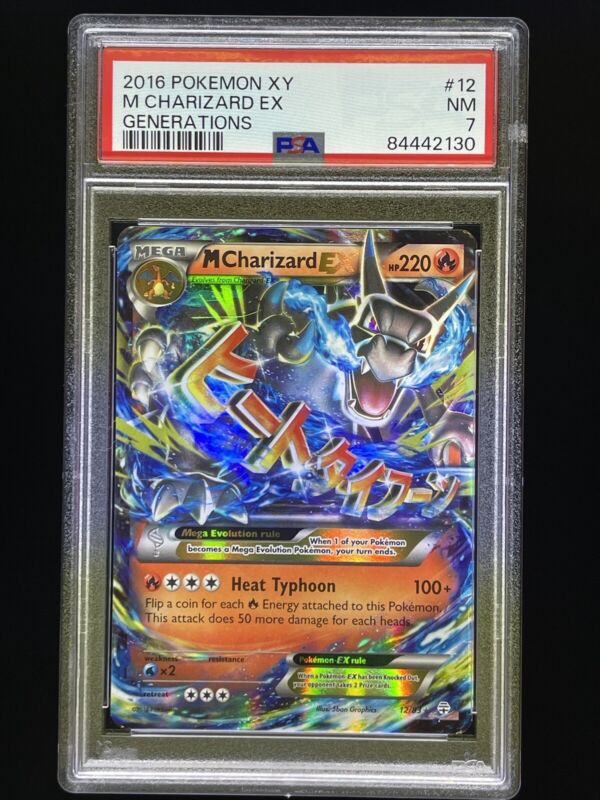 2016 POKEMON XY #12
M CHARIZARD EX NM
GENERATIONS 7
PSA 84442130
MEGA MCharizardE HP220
Evolves from Charizard-E
ヒートタイフーン
Mega Evolution rule
When 1 of your Pokémon
becomes a Mega Evolution Pokémon, your turn ends.
Heat Typhoon 100+
Flip a coin for each Energy attached to this Pokémon.
This attack does 50 more damage for each heads.
weakness resistance
×2
Pokémon-EX rule
When a Pokémon-EX has been Knocked Out,
your opponent takes 2 Prize cards.
retreat
Illus. 5ban Graphics 12/83